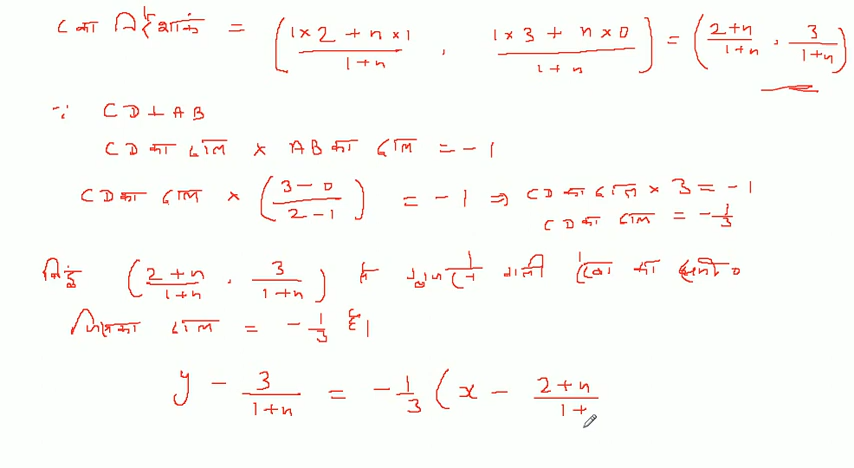 C का निर्देशांक = ( (1×2 + n×1)/(1+n) , (1×3 + n×0)/(1+n) ) = ( (2+n)/(1+n) , 3/(1+n) )
∵ CD ⊥ AB
CD का ढाल × AB का ढाल = -1
CD का ढाल × ( (3-0)/(2-1) ) = -1 ⇒ CD का ढाल × 3 = -1
CD का ढाल = -1/3
बिंदु ( (2+n)/(1+n) , 3/(1+n) ) से गुजरने वाली रेखा का समी०
जिसका ढाल = -1/3 है।
y - 3/(1+n) = -1/3 ( x - (2+n)/(1+